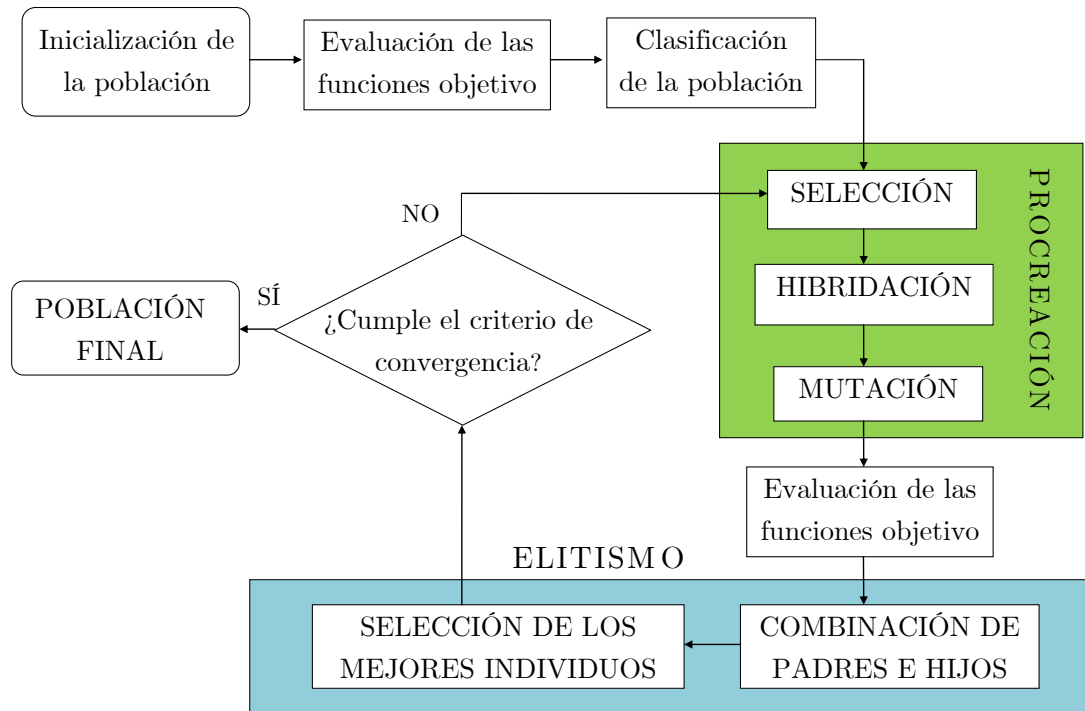 Inicialización de
la población
Evaluación de las
funciones objetivo
Clasificación
de la población
PROCREACIÓN
SELECCIÓN
HIBRIDACIÓN
MUTACIÓN
NO
SÍ
¿Cumple el criterio de
convergencia?
POBLACIÓN
FINAL
Evaluación de las
funciones objetivo
ELITISMO
COMBINACIÓN DE
PADRES E HIJOS
SELECCIÓN DE LOS
MEJORES INDIVIDUOS